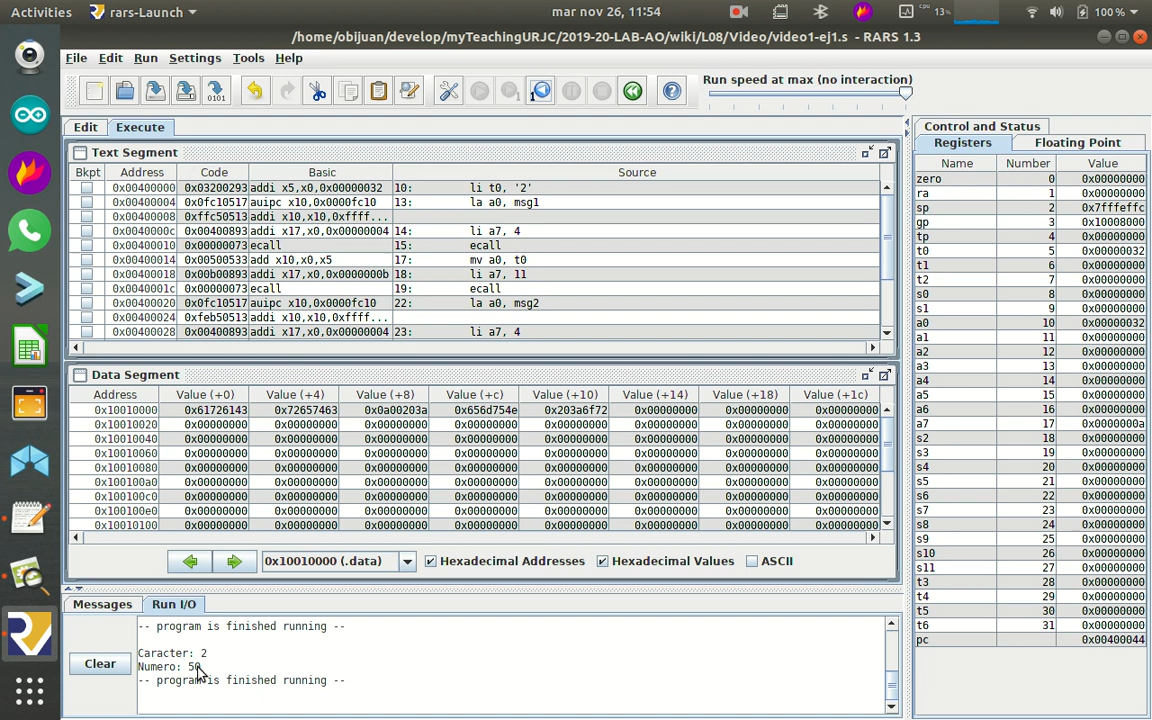 Activities rars-Launch mar nov 26, 11:54 cpu 13% 100 %
/home/obijuan/develop/myTeachingURJC/2019-20-LAB-AO/wiki/L08/Video/video1-ej1.s - RARS 1.3
File Edit Run Settings Tools Help
Run speed at max (no interaction)
Edit Execute
Text Segment
Bkpt Address Code Basic Source
0x00400000 0x03200293 addi x5,x0,0x00000032 10: li t0, '2'
0x00400004 0x0fc10517 auipc x10,0x0000fc10 13: la a0, msg1
0x00400008 0xffc50513 addi x10,x10,0xffff...
0x0040000c 0x00400893 addi x17,x0,0x00000004 14: li a7, 4
0x00400010 0x00000073 ecall 15: ecall
0x00400014 0x00500533 add x10,x0,x5 17: mv a0, t0
0x00400018 0x00b00893 addi x17,x0,0x0000000b 18: li a7, 11
0x0040001c 0x00000073 ecall 19: ecall
0x00400020 0x0fc10517 auipc x10,0x0000fc10 22: la a0, msg2
0x00400024 0xfeb50513 addi x10,x10,0xffff...
0x00400028 0x00400893 addi x17,x0,0x00000004 23: li a7, 4
Data Segment
Address Value (+0) Value (+4) Value (+8) Value (+c) Value (+10) Value (+14) Value (+18) Value (+1c)
0x10010000 0x61726143 0x72657463 0x0a00203a 0x656d754e 0x203a6f72 0x00000000 0x00000000 0x00000000
0x10010020 0x00000000 0x00000000 0x00000000 0x00000000 0x00000000 0x00000000 0x00000000 0x00000000
0x10010040 0x00000000 0x00000000 0x00000000 0x00000000 0x00000000 0x00000000 0x00000000 0x00000000
0x10010060 0x00000000 0x00000000 0x00000000 0x00000000 0x00000000 0x00000000 0x00000000 0x00000000
0x10010080 0x00000000 0x00000000 0x00000000 0x00000000 0x00000000 0x00000000 0x00000000 0x00000000
0x100100a0 0x00000000 0x00000000 0x00000000 0x00000000 0x00000000 0x00000000 0x00000000 0x00000000
0x100100c0 0x00000000 0x00000000 0x00000000 0x00000000 0x00000000 0x00000000 0x00000000 0x00000000
0x100100e0 0x00000000 0x00000000 0x00000000 0x00000000 0x00000000 0x00000000 0x00000000 0x00000000
0x10010100 0x00000000 0x00000000 0x00000000 0x00000000 0x00000000 0x00000000 0x00000000 0x00000000
0x10010000 (.data) Hexadecimal Addresses Hexadecimal Values ASCII
Messages Run I/O
Clear
-- program is finished running --
Caracter: 2
Numero: 50
-- program is finished running --
Control and Status
Registers Floating Point
Name Number Value
zero 0 0x00000000
ra 1 0x00000000
sp 2 0x7fffeffc
gp 3 0x10008000
tp 4 0x00000000
t0 5 0x00000032
t1 6 0x00000000
t2 7 0x00000000
s0 8 0x00000000
s1 9 0x00000000
a0 10 0x00000032
a1 11 0x00000000
a2 12 0x00000000
a3 13 0x00000000
a4 14 0x00000000
a5 15 0x00000000
a6 16 0x00000000
a7 17 0x0000000a
s2 18 0x00000000
s3 19 0x00000000
s4 20 0x00000000
s5 21 0x00000000
s6 22 0x00000000
s7 23 0x00000000
s8 24 0x00000000
s9 25 0x00000000
s10 26 0x00000000
s11 27 0x00000000
t3 28 0x00000000
t4 29 0x00000000
t5 30 0x00000000
t6 31 0x00000000
pc 0x00400044